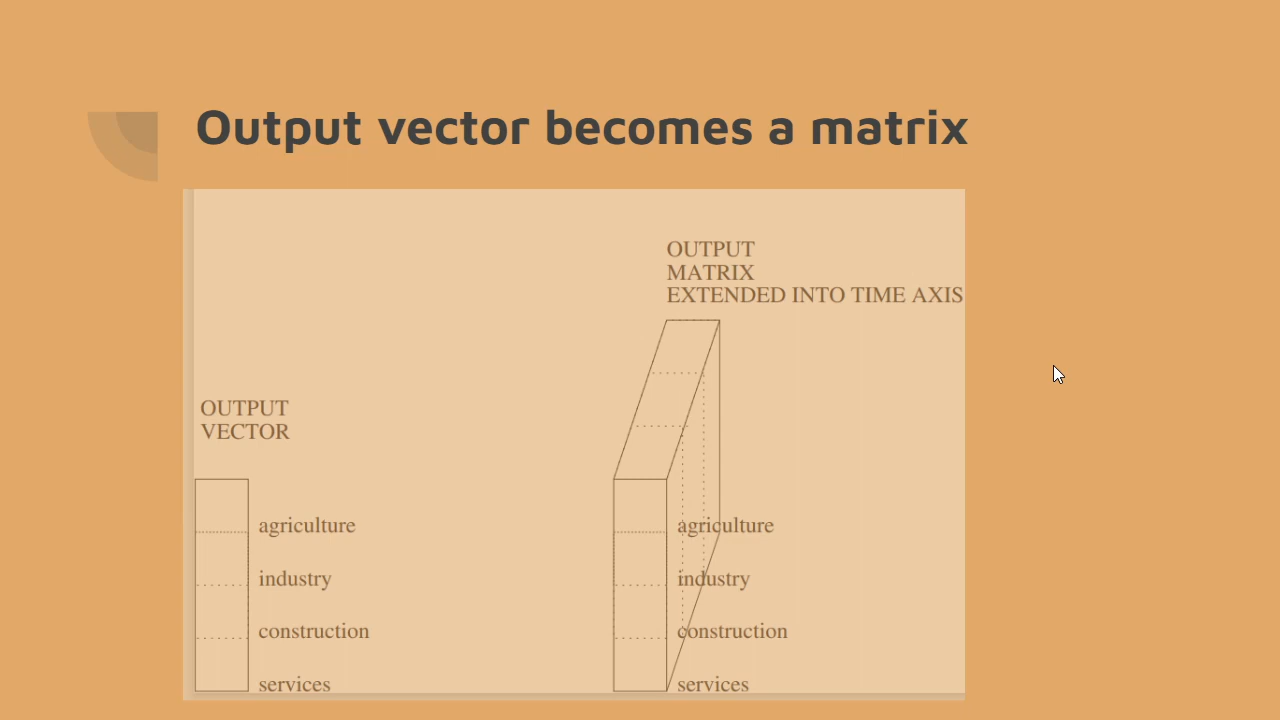 Output vector becomes a matrix
OUTPUT
VECTOR
agriculture
industry
construction
services
OUTPUT
MATRIX
EXTENDED INTO TIME AXIS
agriculture
industry
construction
services